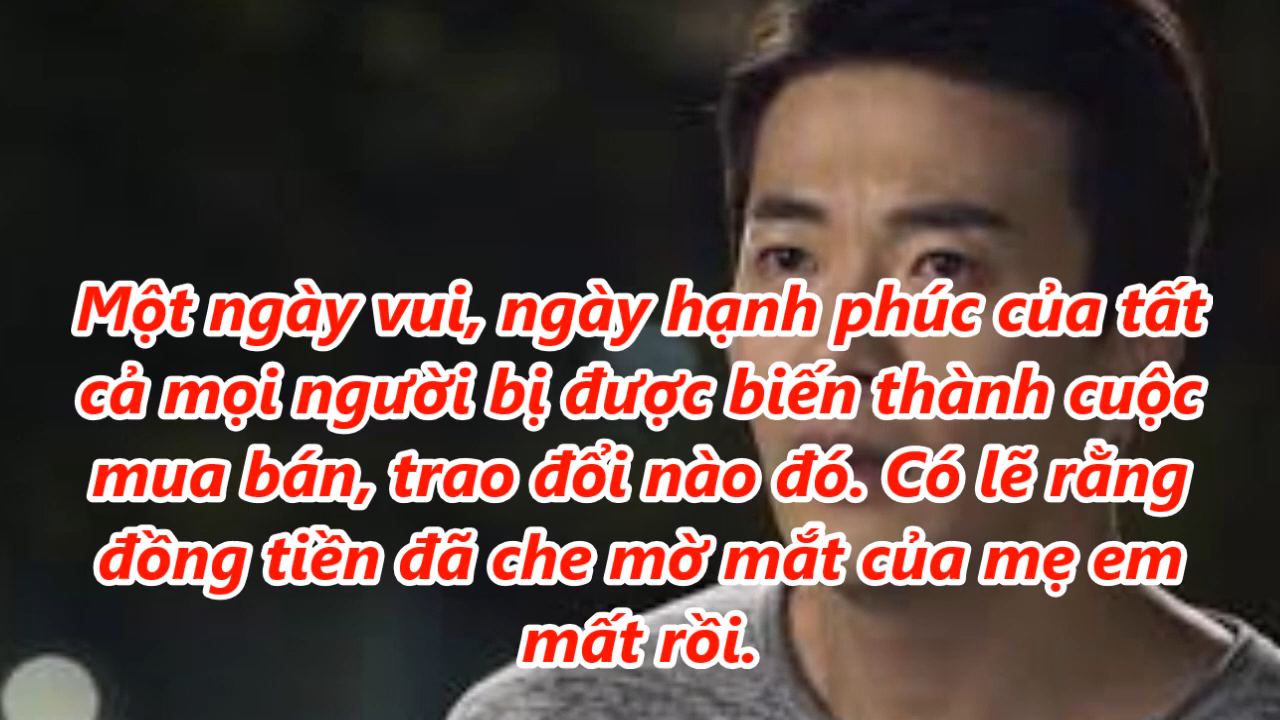 Một ngày vui, ngày hạnh phúc của tất
cả mọi người bị được biến thành cuộc
mua bán, trao đổi nào đó. Có lẽ rằng
đồng tiền đã che mờ mắt của mẹ em
mất rồi.